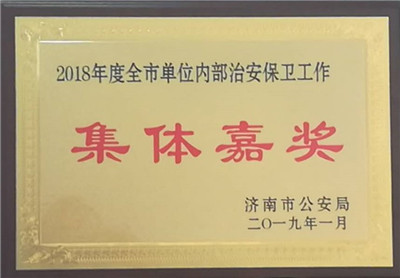 2018年度全市单位内部治安保卫工作
集体嘉奖
济南市公安局
二〇一九年一月